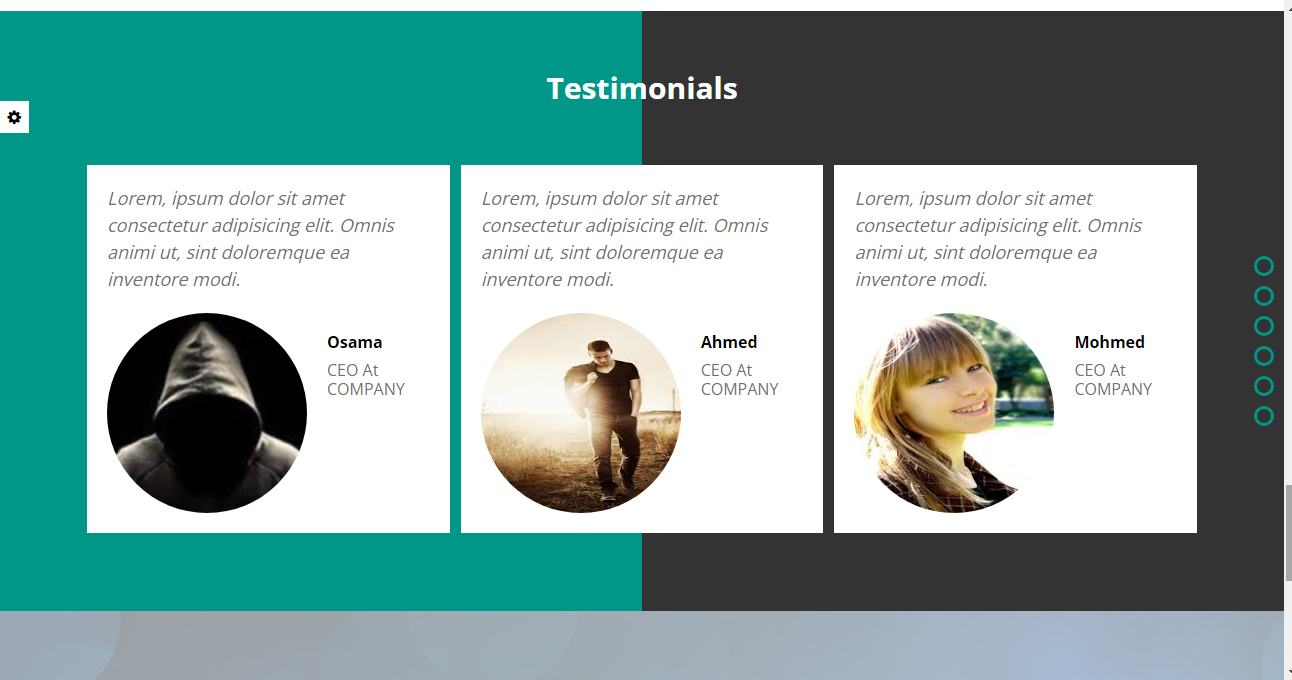 Testimonials
Lorem, ipsum dolor sit amet
consectetur adipisicing elit. Omnis
animi ut, sint doloremque ea
inventore modi.
Osama
CEO At
COMPANY
Lorem, ipsum dolor sit amet
consectetur adipisicing elit. Omnis
animi ut, sint doloremque ea
inventore modi.
Ahmed
CEO At
COMPANY
Lorem, ipsum dolor sit amet
consectetur adipisicing elit. Omnis
animi ut, sint doloremque ea
inventore modi.
Mohmed
CEO At
COMPANY